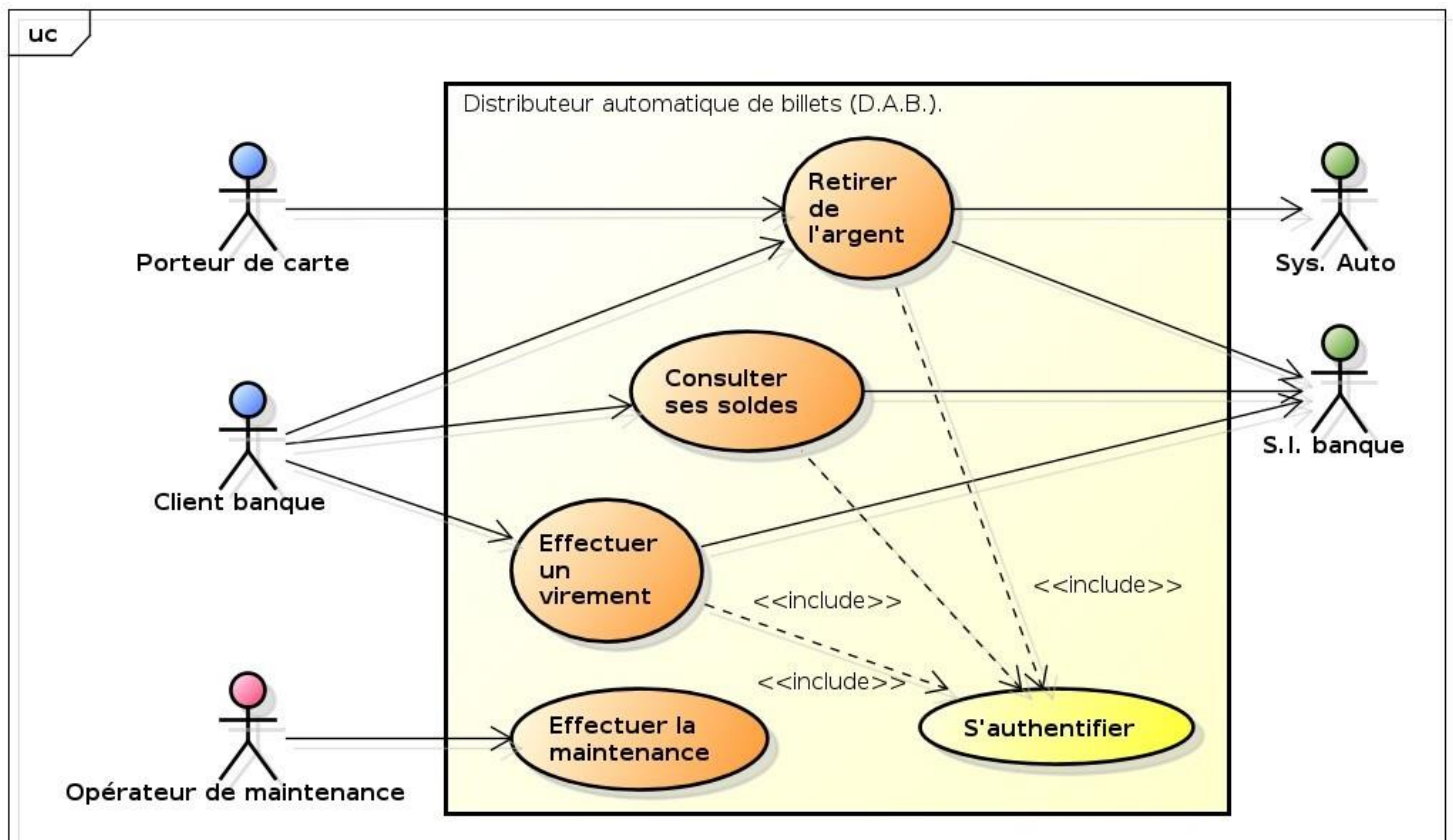 uc
Distributeur automatique de billets (D.A.B.).
Retirer
de
l'argent
Porteur de carte
Sys. Auto
Consulter
ses soldes
S.I. banque
Client banque
Effectuer
un
virement
<<include>>
<<include>>
<<include>>
Effectuer la
maintenance
S'authentifier
Opérateur de maintenance